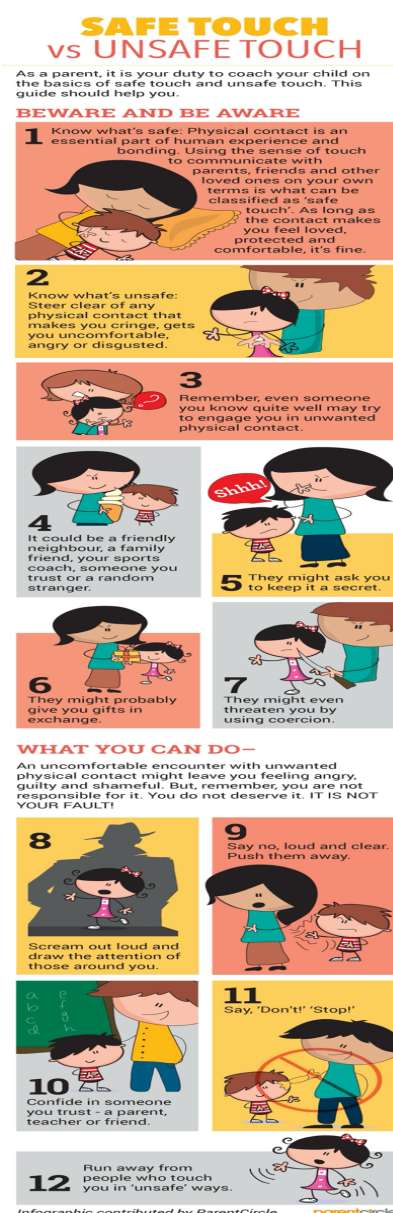 SAFE TOUCH
vs UNSAFE TOUCH
As a parent, it is your duty to coach your child on
the basics of safe touch and unsafe touch. This
guide should help you.
BEWARE AND BE AWARE
1 Know what's safe: Physical contact is an
essential part of human experience and
bonding. Using the sense of touch
to communicate with
parents, friends and other
loved ones on your own
terms is what can be
classified as 'safe
touch'. As long as
the contact makes
you feel loved,
protected and
comfortable, it's fine.
2
Know what's unsafe:
Steer clear of any
physical contact that
makes you cringe, gets
you uncomfortable,
angry or disgusted.
?
3
Remember, even someone
you know quite well may try
to engage you in unwanted
physical contact.
4
It could be a friendly
neighbour, a family
friend, your sports
coach, someone you
trust or a random
stranger.
Shhh!
5 They might ask you
to keep it a secret.
6
They might probably
give you gifts in
exchange.
7
They might even
threaten you by
using coercion.
WHAT YOU CAN DO—
An uncomfortable encounter with unwanted
physical contact might leave you feeling angry,
guilty and shameful. But, remember, you are not
responsible for it. You do not deserve it. IT IS NOT
YOUR FAULT!
8
Scream out loud and
draw the attention of
those around you.
9
Say no, loud and clear.
Push them away.
a e
b f
c g
d h
10
Confide in someone
you trust - a parent,
teacher or friend.
11
Say, 'Don't!' 'Stop!'
12 Run away from
people who touch
you in 'unsafe' ways.
Infographic contributed by ParentCircle
parentcircle